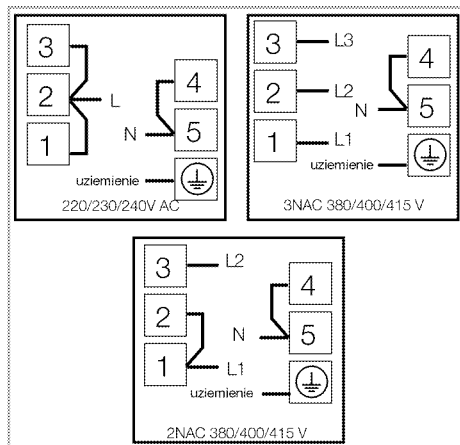 3
2
1
L
4
N
5
uziemienie
220/230/240V AC
3
L3
2
L2
1
L1
4
N
5
uziemienie
3NAC 380/400/415 V
3
L2
2
1
L1
4
N
5
uziemienie
2NAC 380/400/415 V